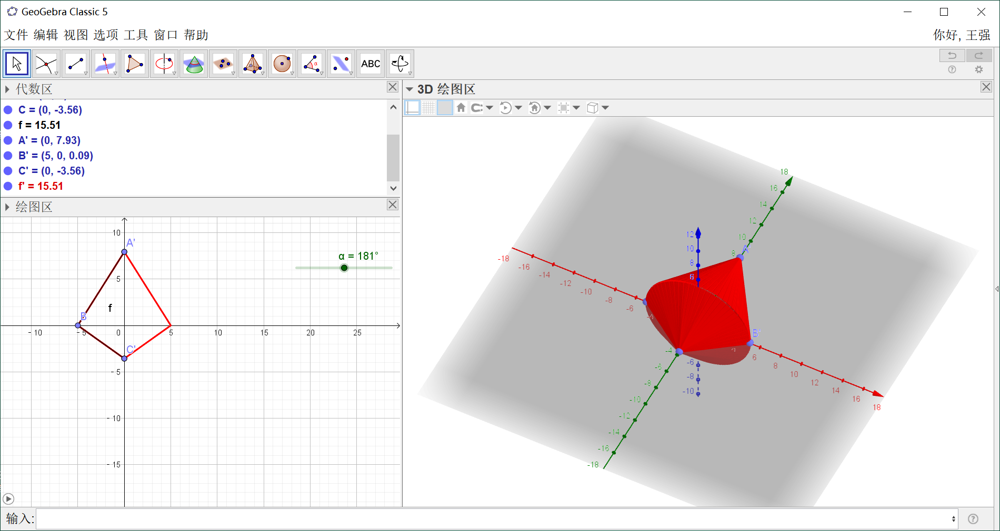 GeoGebra Classic 5
文件 编辑 视图 选项 工具 窗口 帮助
你好, 王强
α
ABC
代数区
C = (0, -3.56)
f = 15.51
A' = (0, 7.93)
B' = (5, 0, 0.09)
C' = (0, -3.56)
f' = 15.51
绘图区
10
A'
α = 181°
5
f
B
-10
-5
0
5
10
15
20
25
C'
-5
-10
-15
3D 绘图区
18
16
14
12
10
8
A'
12
10
8
6
-18
-16
-14
-12
-10
-8
-6
-4
B'
6
8
10
12
14
16
18
-4
-6
-8
-10
-12
-14
-16
-18
-6
-8
-10
输入: